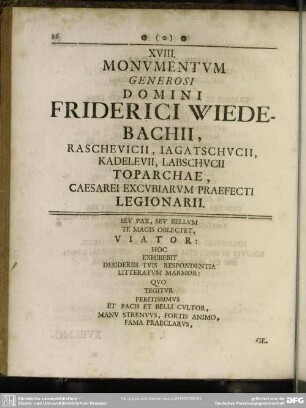 86. (o)
XVIII.
MONVMENTVM
GENEROSI
DOMINI
FRIDERICI WIEDE-
BACHII,
RASCHEVICII, IAGATSCHVCII,
KADELEVII, LABSCHVCII
TOPARCHAE,
CAESAREI EXCVBIARVM PRAEFECTI
LEGIONARII.
SEV PAX, SEV BELLVM
TE MAGIS OBLECTET,
VIATOR:
HOC
EXHIBEBIT
DESIDERIIS TVIS RESPONDENTIA
LITTERATVM MARMOR:
QVO
TEGITVR
PERITISSIMVS
ET PACIS ET BELLI CVLTOR,
MANV STRENVVS, FORTIS ANIMO,
FAMA PRAECLARVS,
GE-